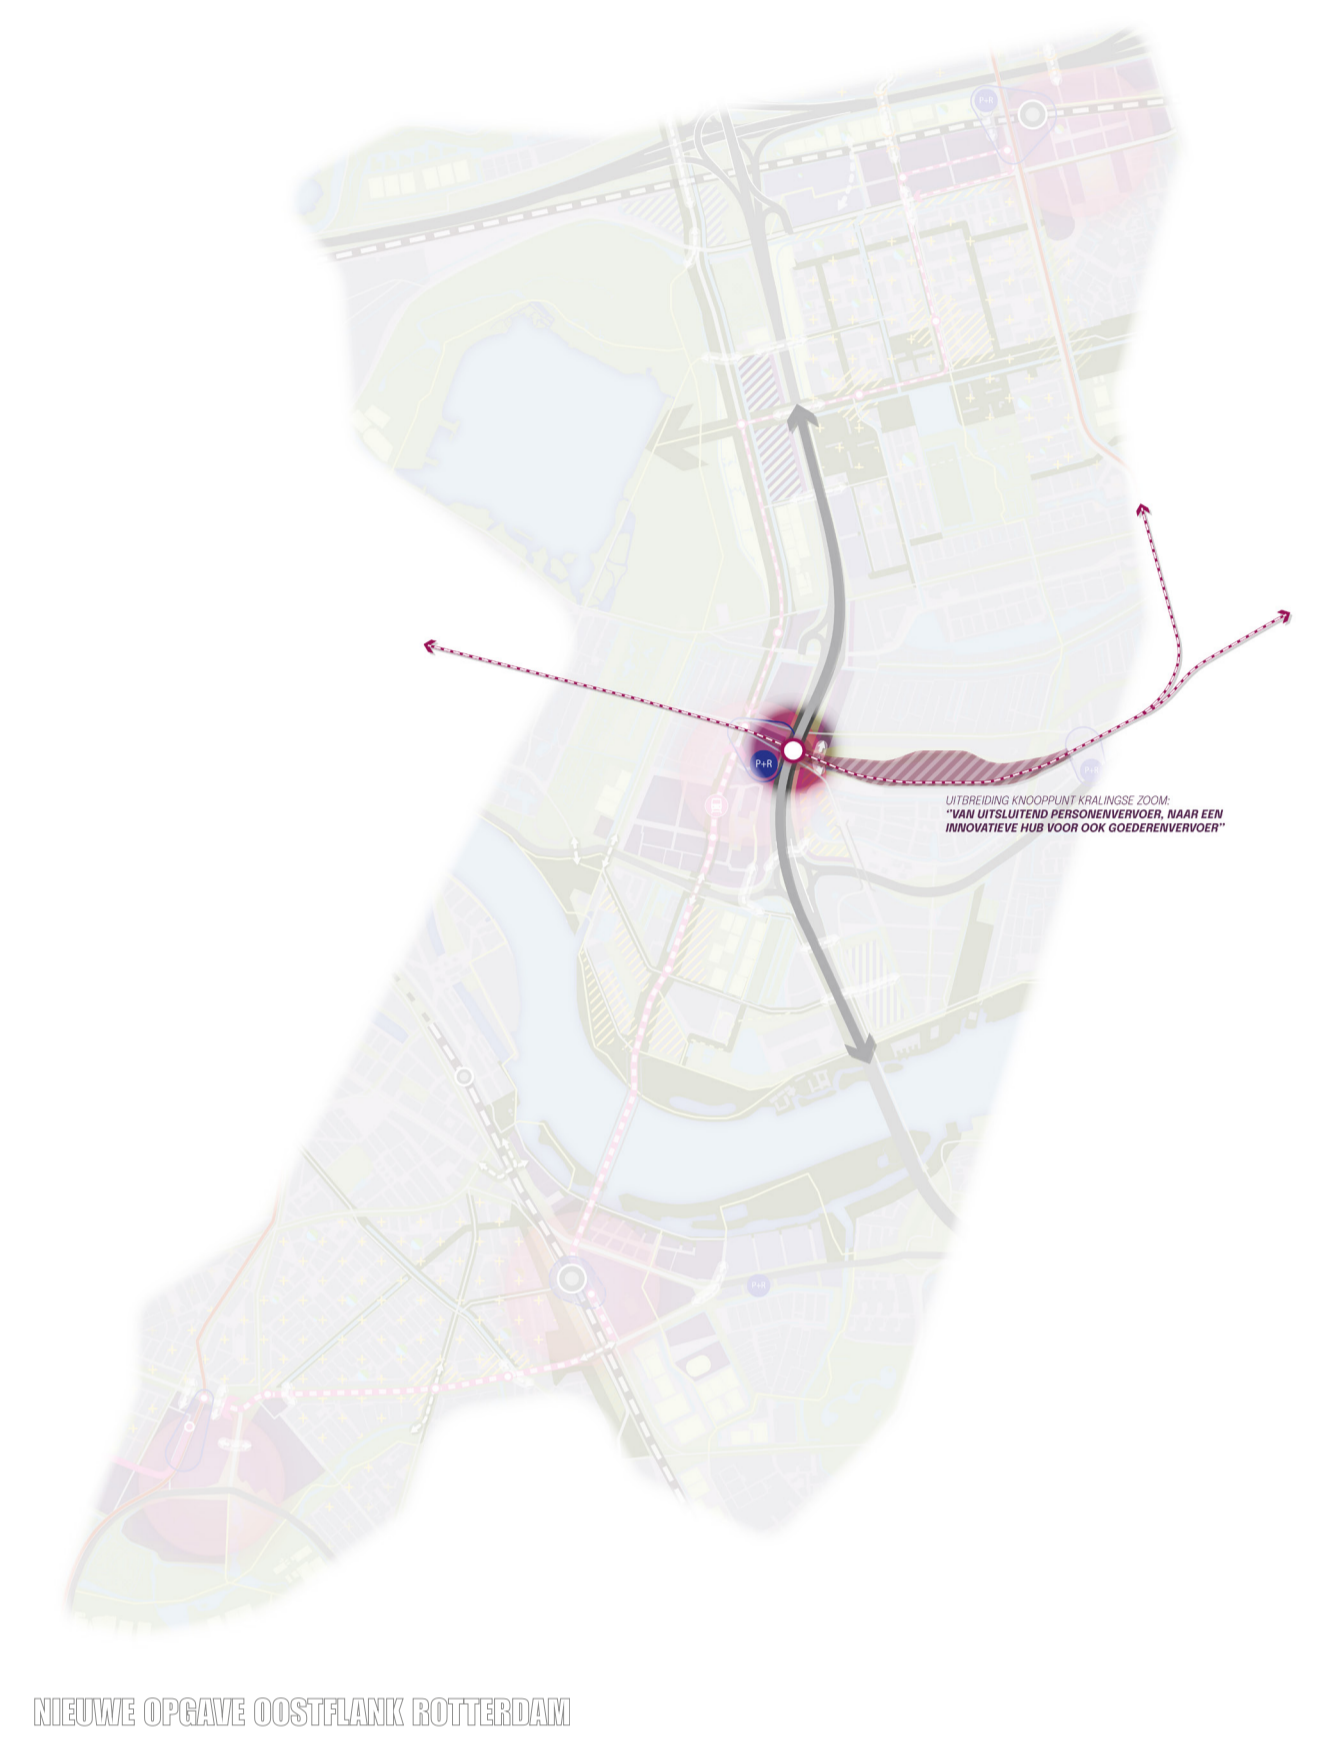 P+R
P+R
P+R
UITBREIDING KNOOPPUNT KRALINGSE ZOOM:
“VAN UITSLUITEND PERSONENVERVOER, NAAR EEN
INNOVATIEVE HUB VOOR OOK GOEDERENVERVOER”
P+R
NIEUWE OPGAVE OOSTFLANK ROTTERDAM